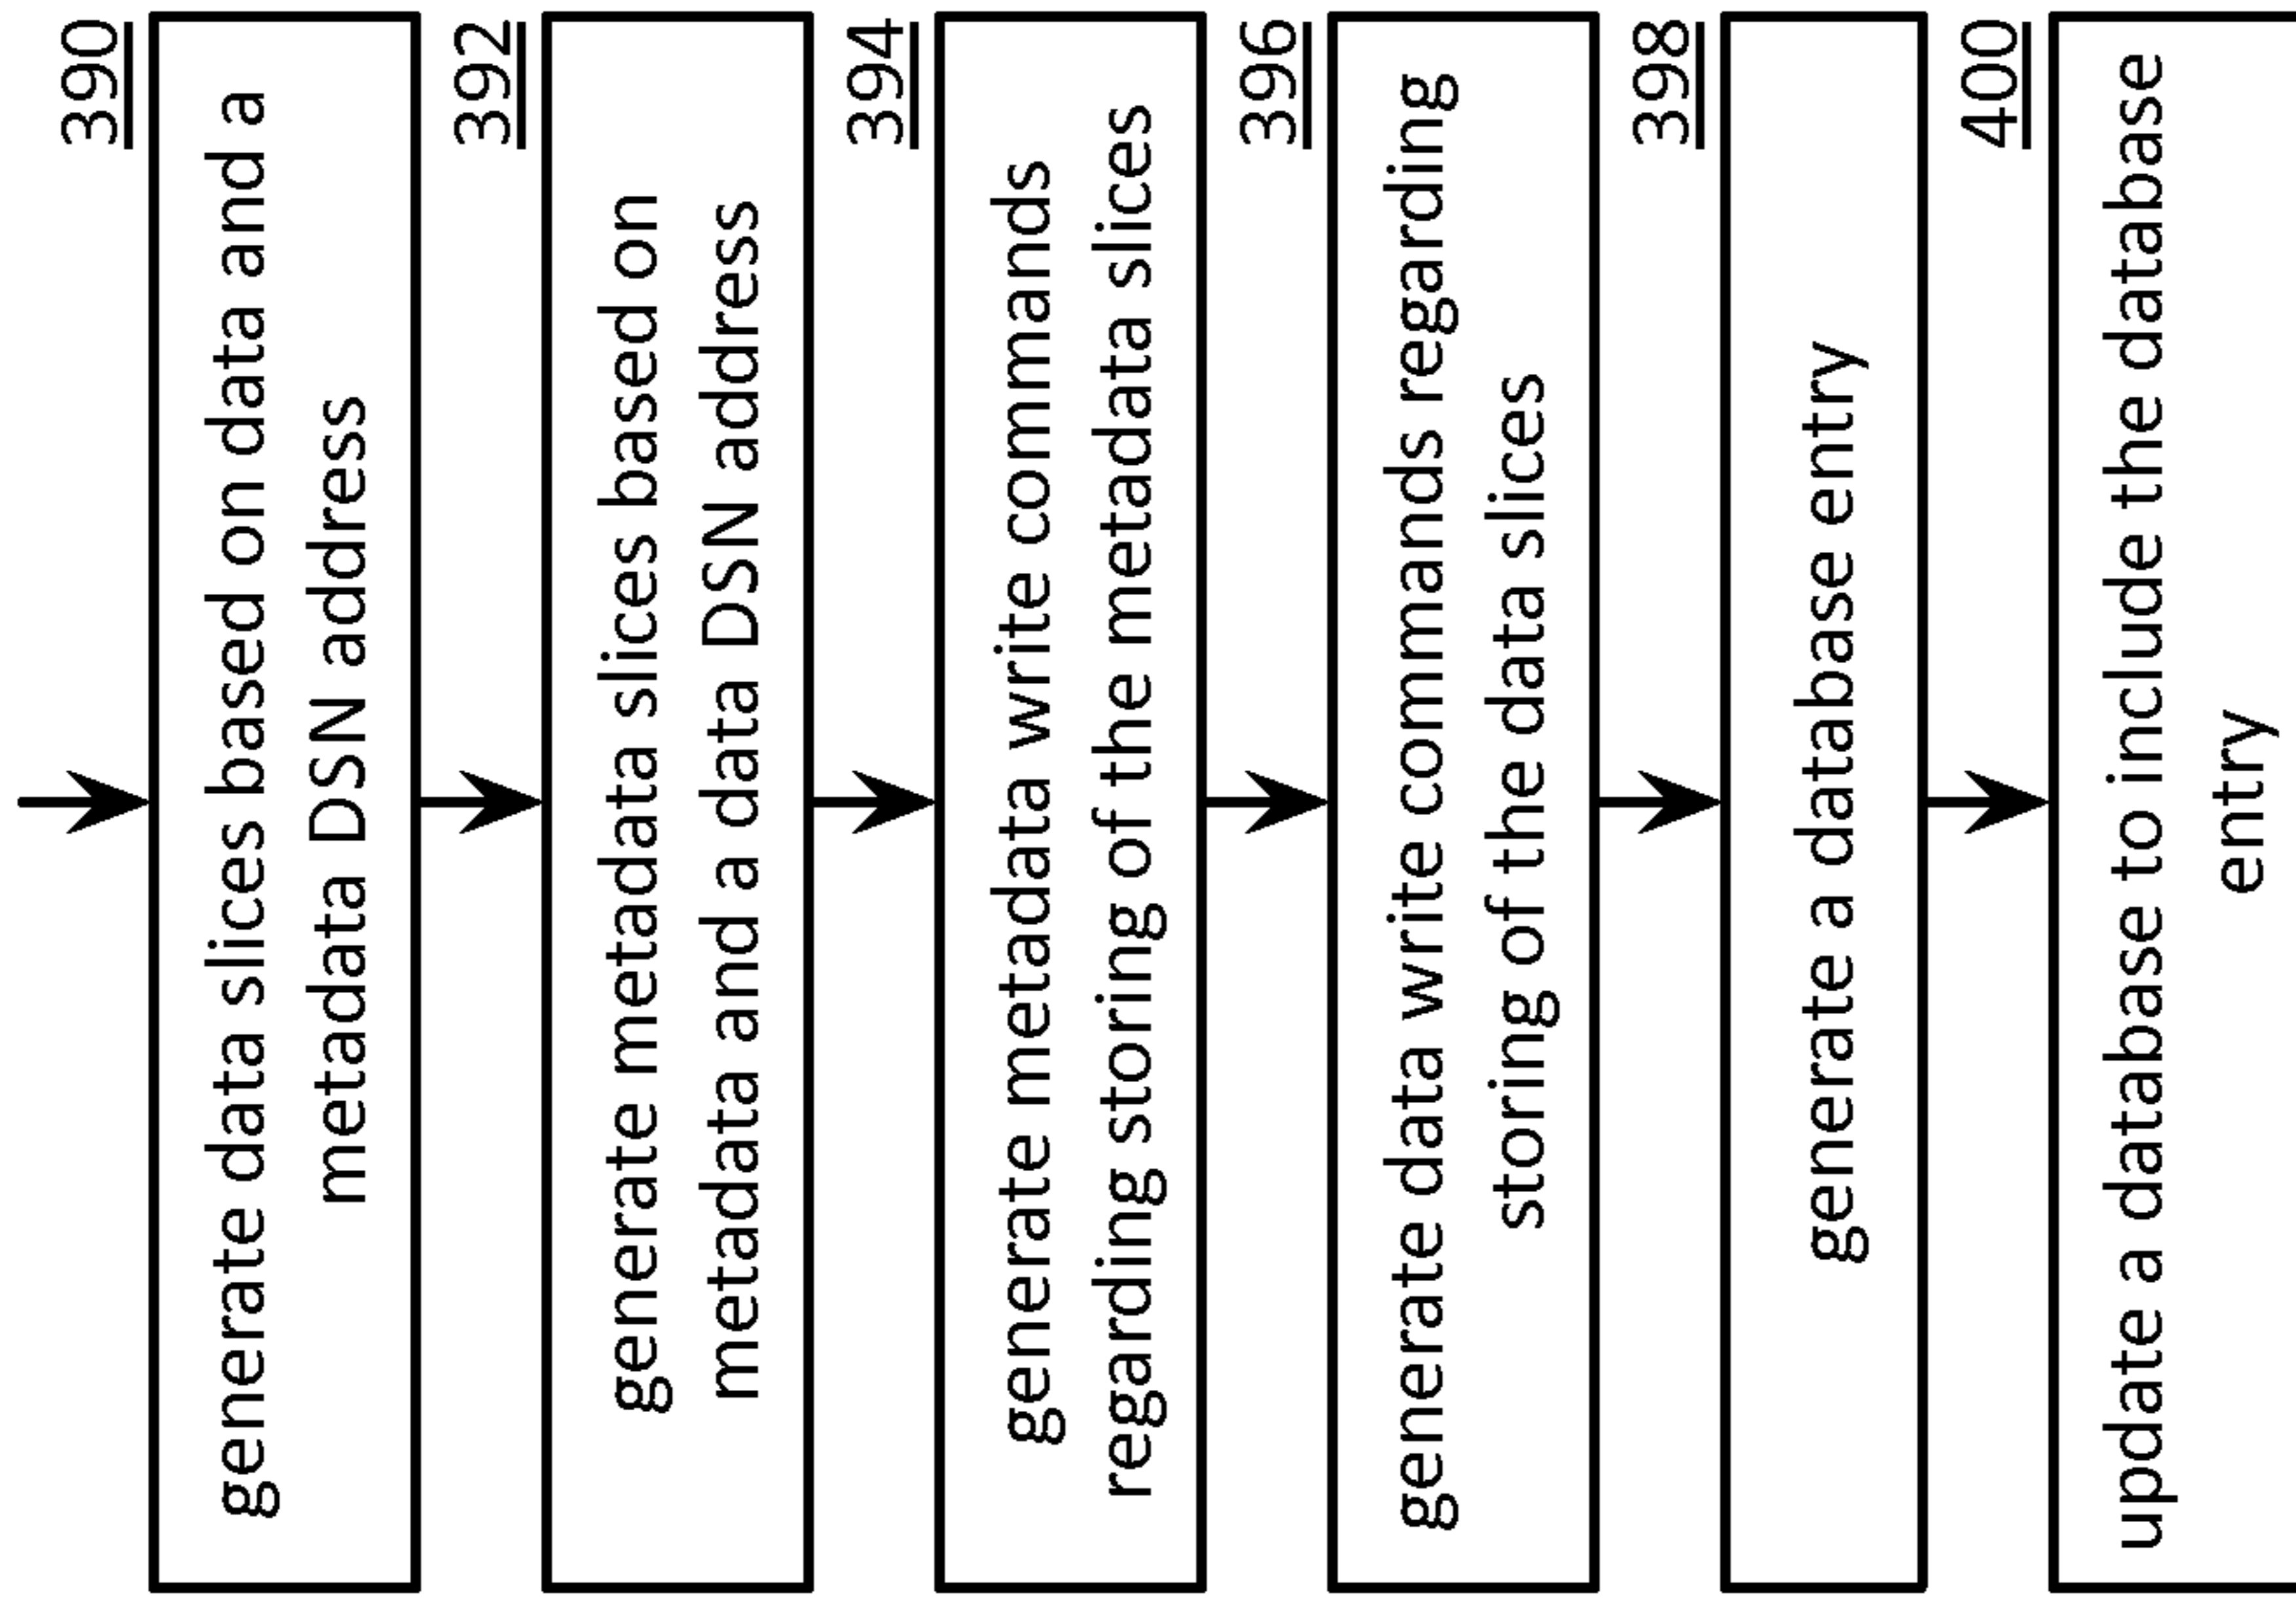 390
generate data slices based on data and a
metadata DSN address
392
generate metadata slices based on
metadata and a data DSN address
394
generate metadata write commands
regarding storing of the metadata slices
396
generate data write commands regarding
storing of the data slices
398
generate a database entry
400
update a database to include the database
entry